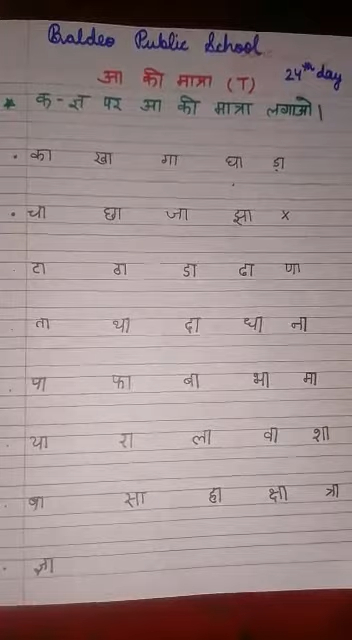 Baldeo Public School
आ की मात्रा (T) 24th day
* क-ज्ञ पर आ की मात्रा लगाओ।
• का खा गा घा ड़ा
• चा छा जा झा x
टा ठा डा ढा णा
ता था दा धा ना
पा फा बा भा मा
या रा ला वा शा
षा सा हा क्षा त्रा
ज्ञा